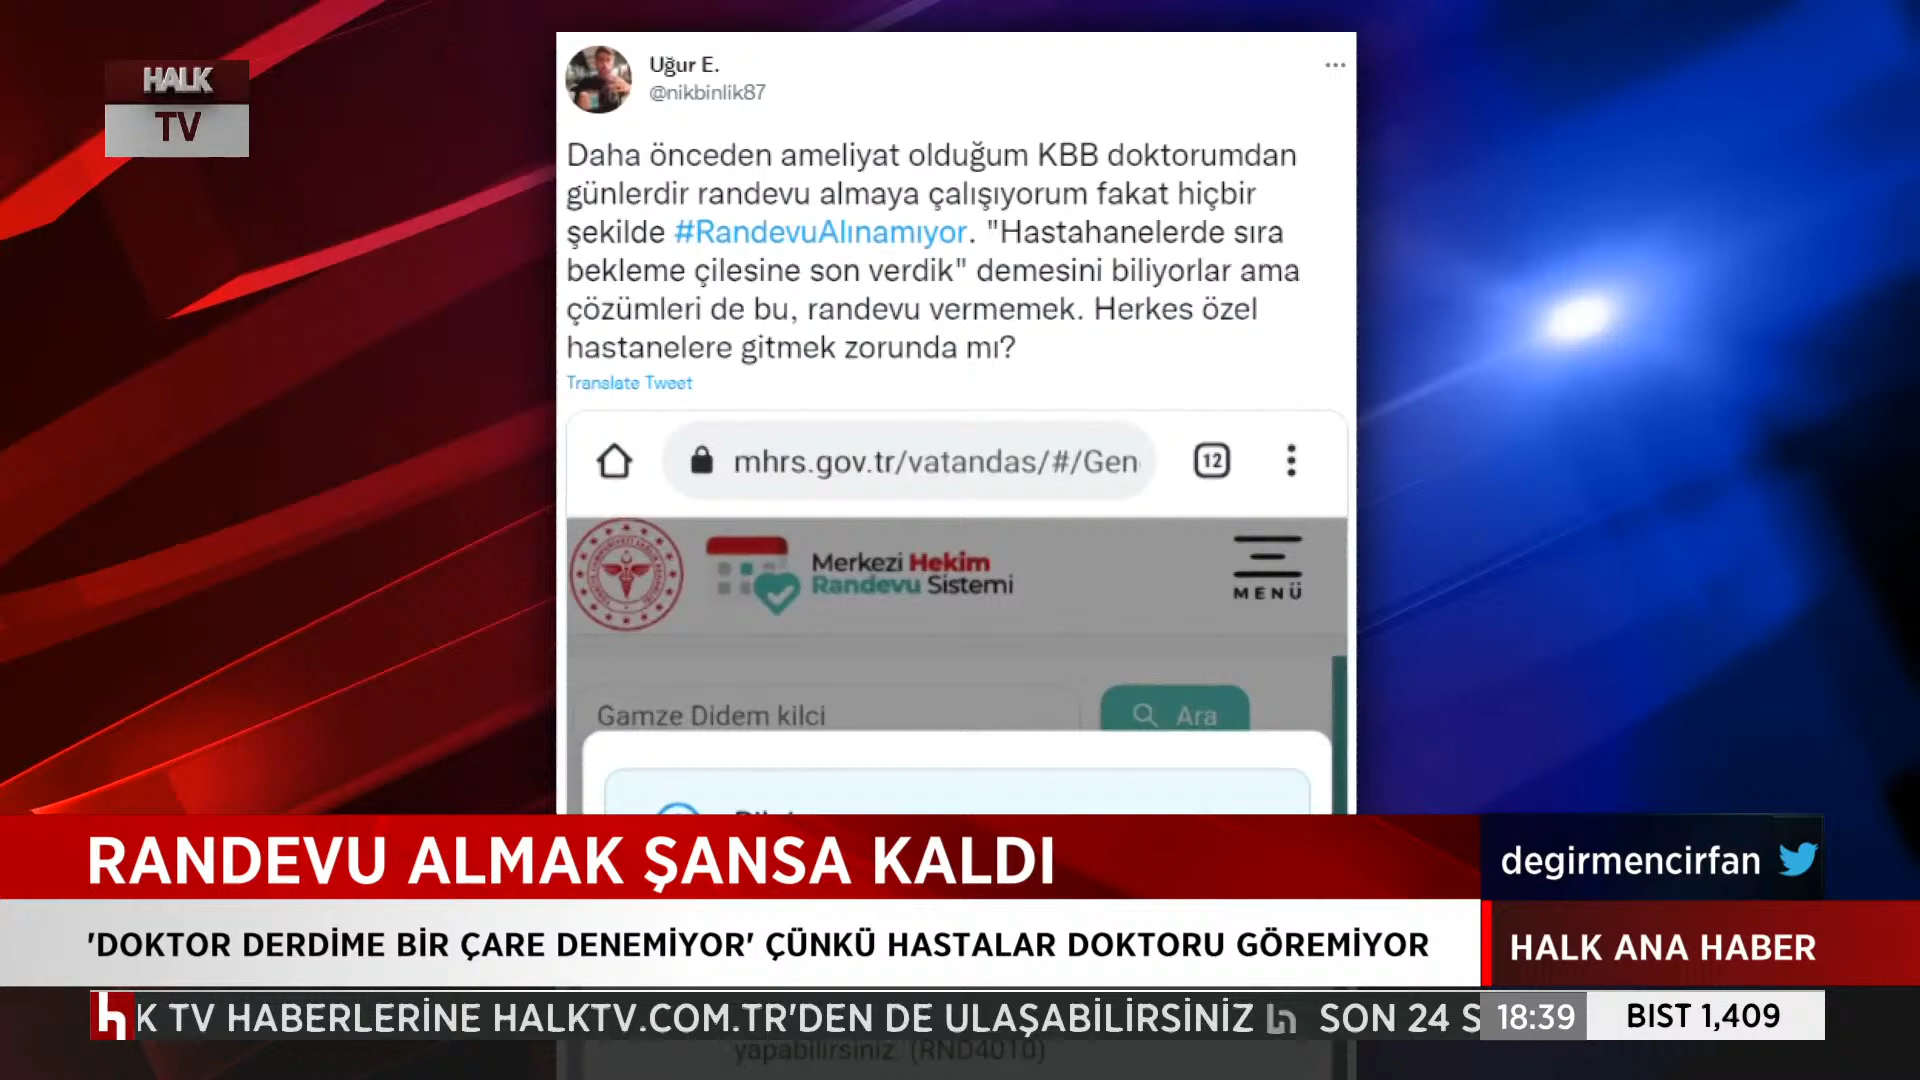 HALK
TV
Uğur E.
@nikbinlik87
Daha önceden ameliyat olduğum KBB doktorumdan
günlerdir randevu almaya çalışıyorum fakat hiçbir
şekilde #RandevuAlınamıyor. "Hastahanelerde sıra
bekleme çilesine son verdik" demesini biliyorlar ama
çözümleri de bu, randevu vermemek. Herkes özel
hastanelere gitmek zorunda mı?
Translate Tweet
mhrs.gov.tr/vatandas/#/Gen
12
Merkezi Hekim
Randevu Sistemi
MENÜ
Gamze Didem kilci
Ara
RANDEVU ALMAK ŞANSA KALDI
degirmencirfan
'DOKTOR DERDİME BİR ÇARE DENEMİYOR' ÇÜNKÜ HASTALAR DOKTORU GÖREMİYOR
HALK ANA HABER
K TV HABERLERİNE HALKTV.COM.TR'DEN DE ULAŞABİLİRSİNİZ SON 24 S
18:39
BIST 1,409
yapabilirsiniz. (RND4010)